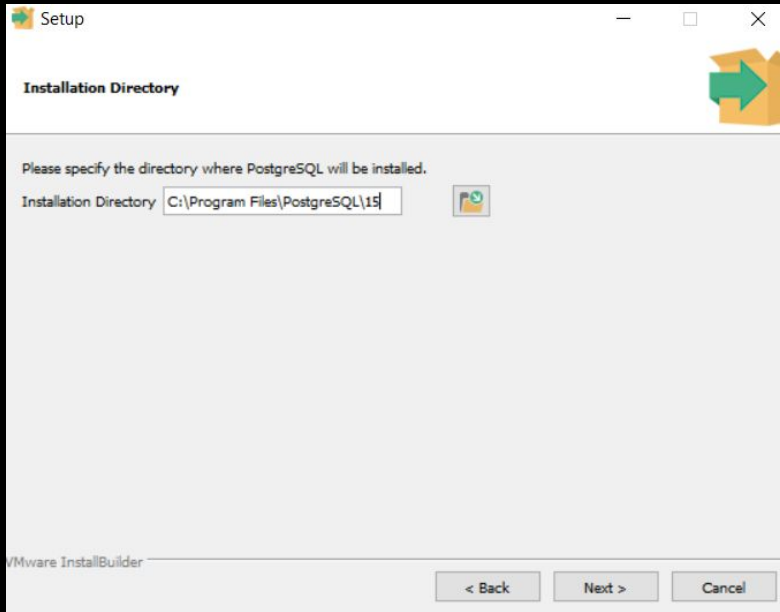 Setup
Installation Directory
Please specify the directory where PostgreSQL will be installed.
Installation Directory C:\Program Files\PostgreSQL\15
VMware InstallBuilder
< Back Next > Cancel